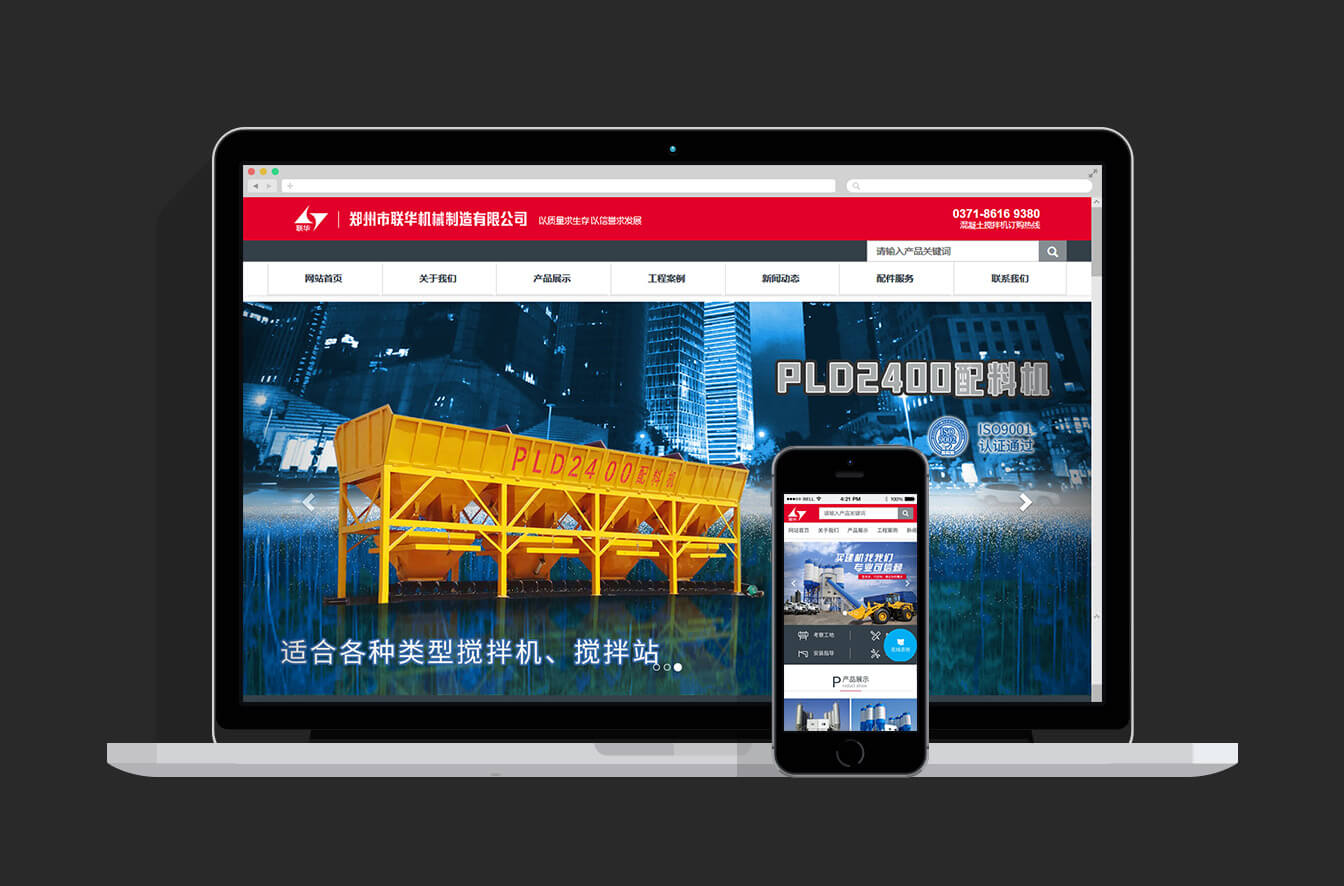 联华
郑州市联华机械制造有限公司
以质量求生存 以信誉求发展
0371-8616 9380
混凝土搅拌机订购热线
请输入产品关键词
网站首页 关于我们 产品展示 工程案例 新闻动态 配件服务 联系我们
PLD2400配料机
ISO9001
认证通过
PLD2400配料机
适合各种类型搅拌机、搅拌站
BELL 4:21 PM 100%
请输入产品关键词
网站首页 关于我们 产品展示 工程案例
买建机找我们
专业可信赖
考察工地
安装指导
在线咨询
P产品展示